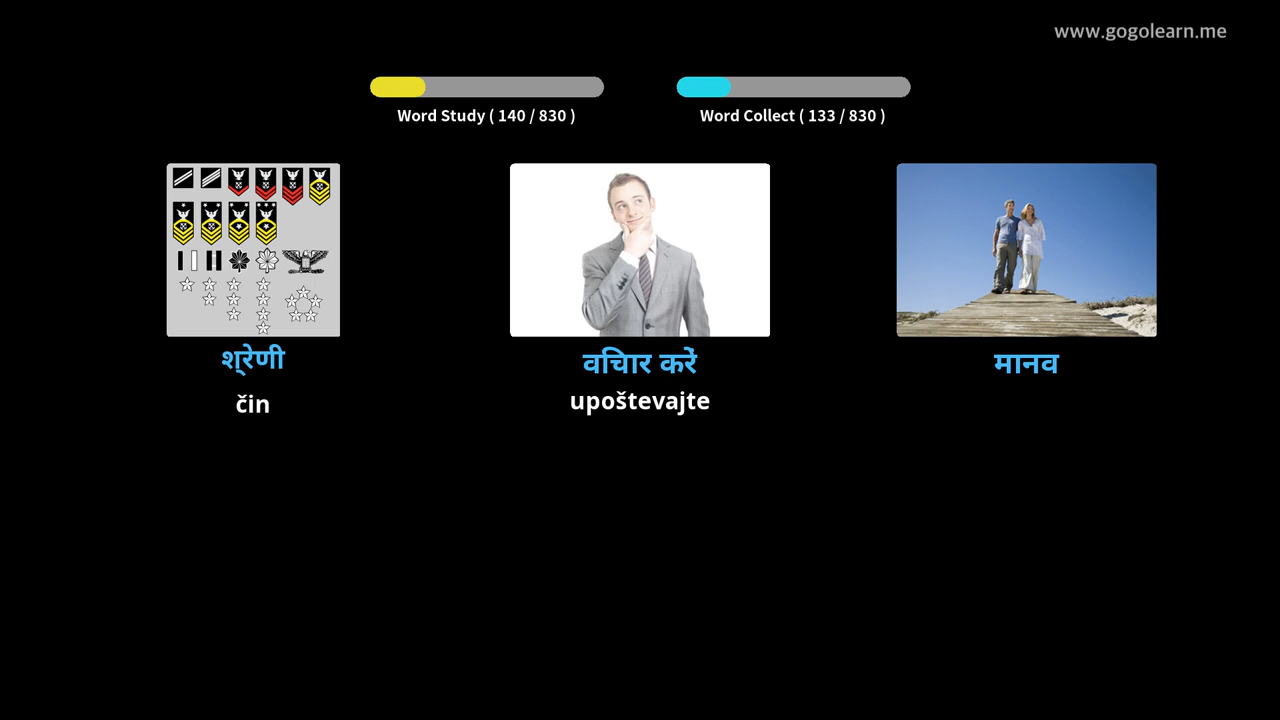 www.gogolearn.me
Word Study ( 140 / 830 )
Word Collect ( 133 / 830 )
श्रेणी
वचिार करें
मानव
čin
upoštevajte